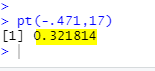 >
> pt(-.471,17)
[1] 0.321814
>